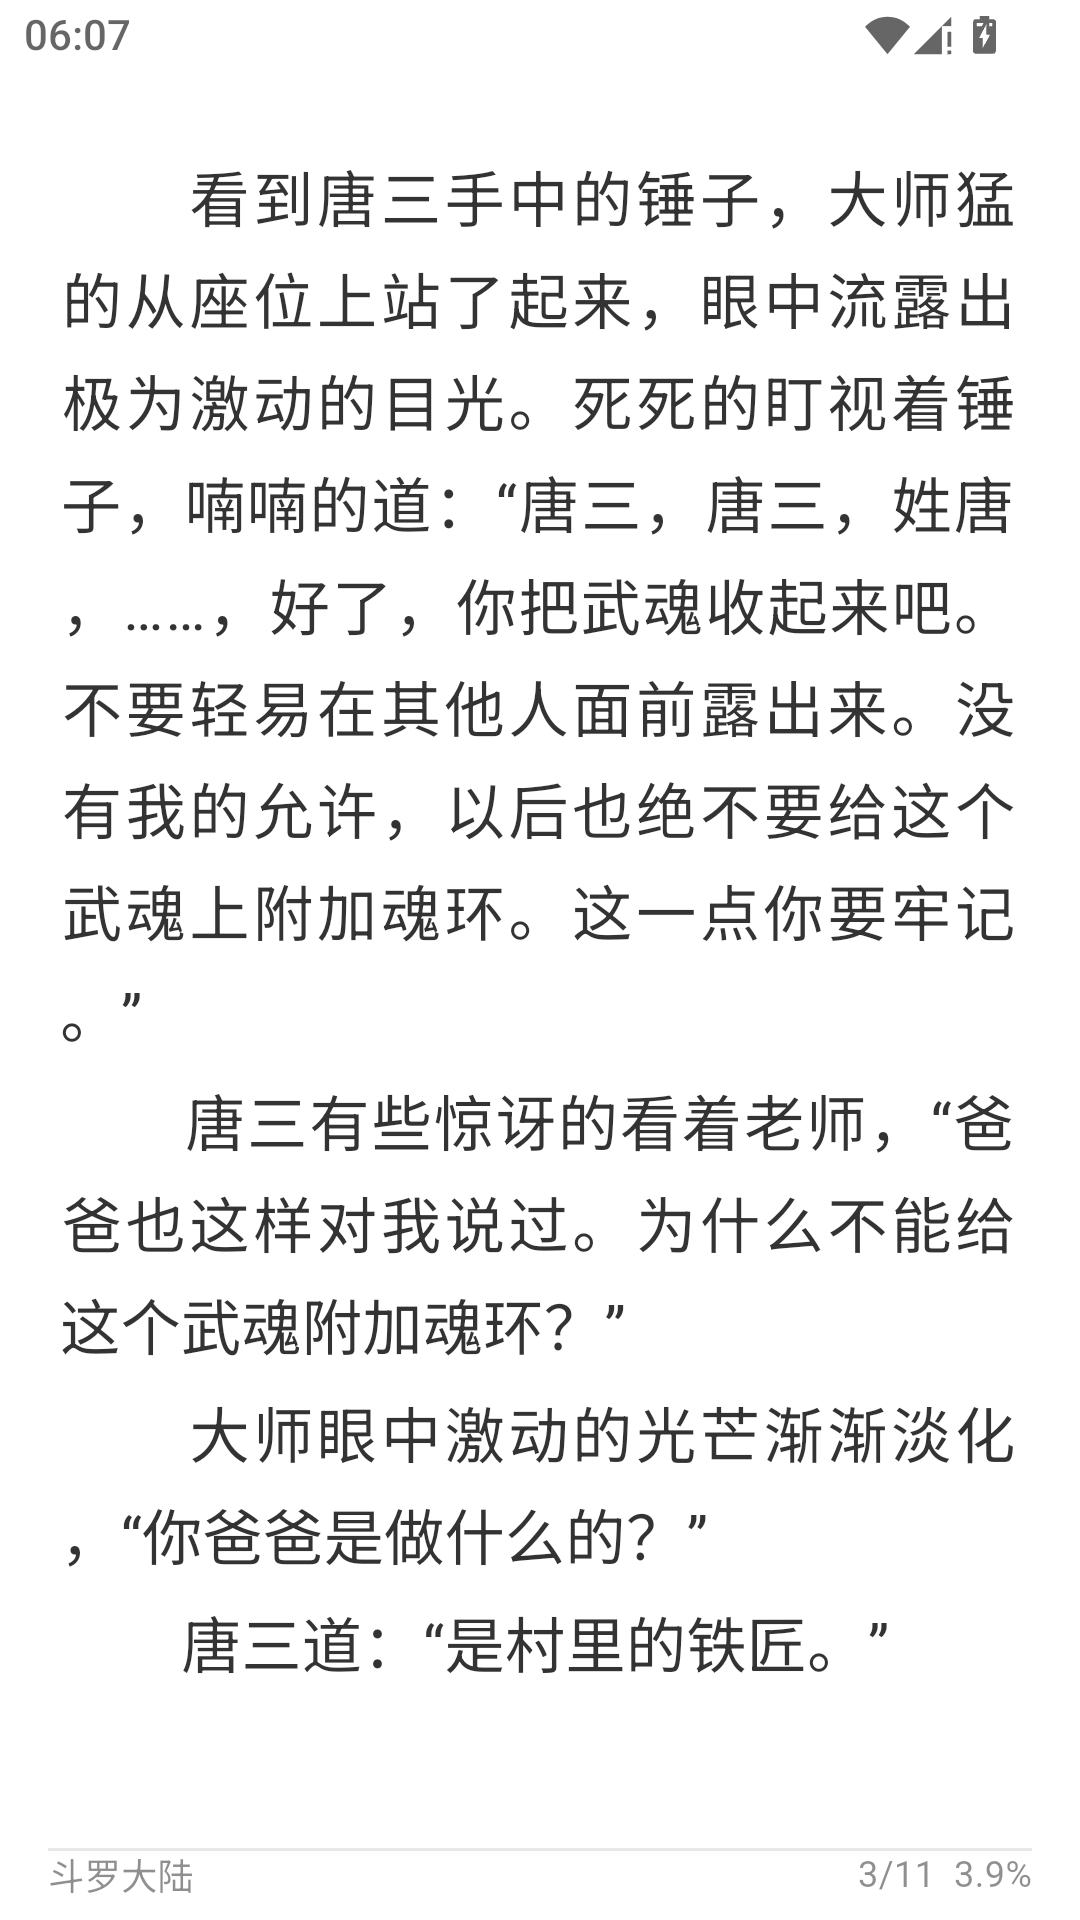 06:07
看到唐三手中的锤子，大师猛
的从座位上站了起来，眼中流露出
极为激动的目光。死死的盯视着锤
子，喃喃的道：“唐三，唐三，姓唐
，……，好了，你把武魂收起来吧。
不要轻易在其他人面前露出来。没
有我的允许，以后也绝不要给这个
武魂上附加魂环。这一点你要牢记
。”
唐三有些惊讶的看着老师，“爸
爸也这样对我说过。为什么不能给
这个武魂附加魂环？”
大师眼中激动的光芒渐渐淡化
，“你爸爸是做什么的？”
唐三道：“是村里的铁匠。”
斗罗大陆 3/11 3.9%